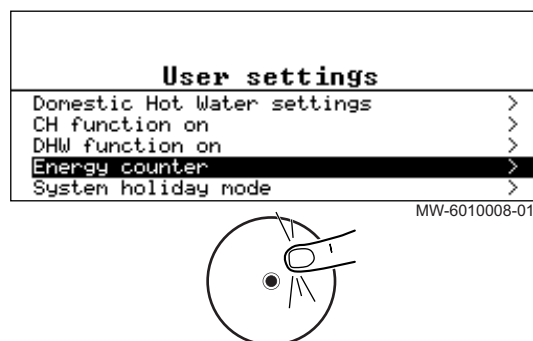 User settings
Domestic Hot Water settings >
CH function on >
DHW function on >
Energy counter >
System holiday mode >
MW-6010008-01